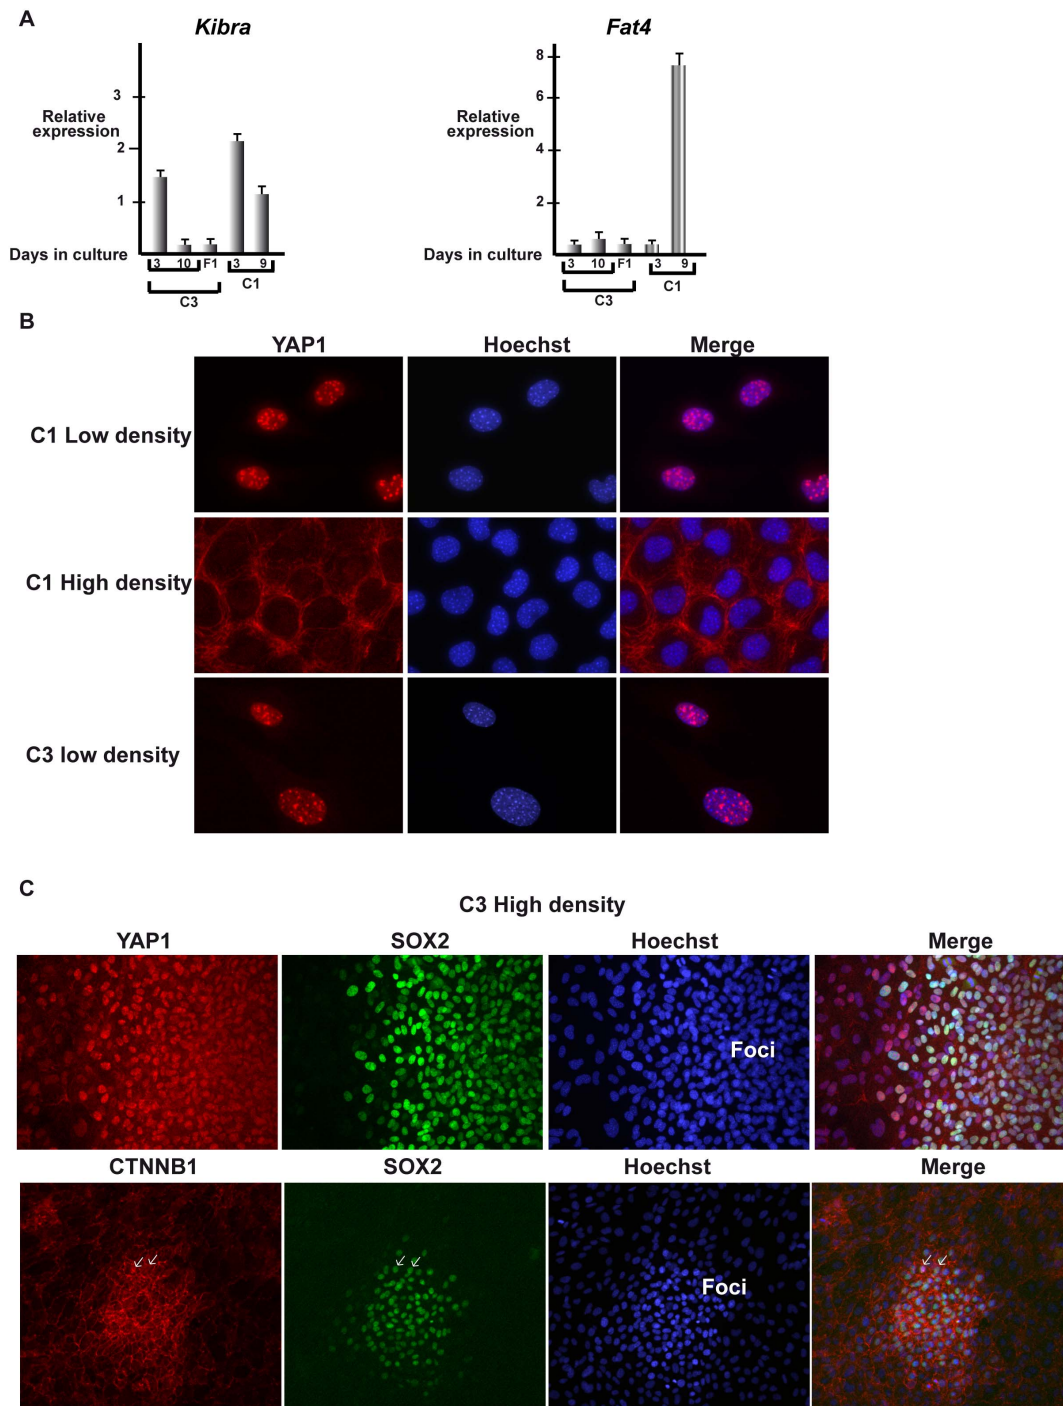 A
Kibra
Fat4
3
2
1
Relative
expression
Days in culture
3 10 F1 3 9
C3
C1
8
6
4
2
Relative
expression
Days in culture
3 10 F1 3 9
C3
C1
B
YAP1 Hoechst Merge
C1 Low density
C1 High density
C3 low density
C
C3 High density
YAP1 SOX2 Hoechst Merge
Foci
CTNNB1 SOX2 Hoechst Merge
Foci